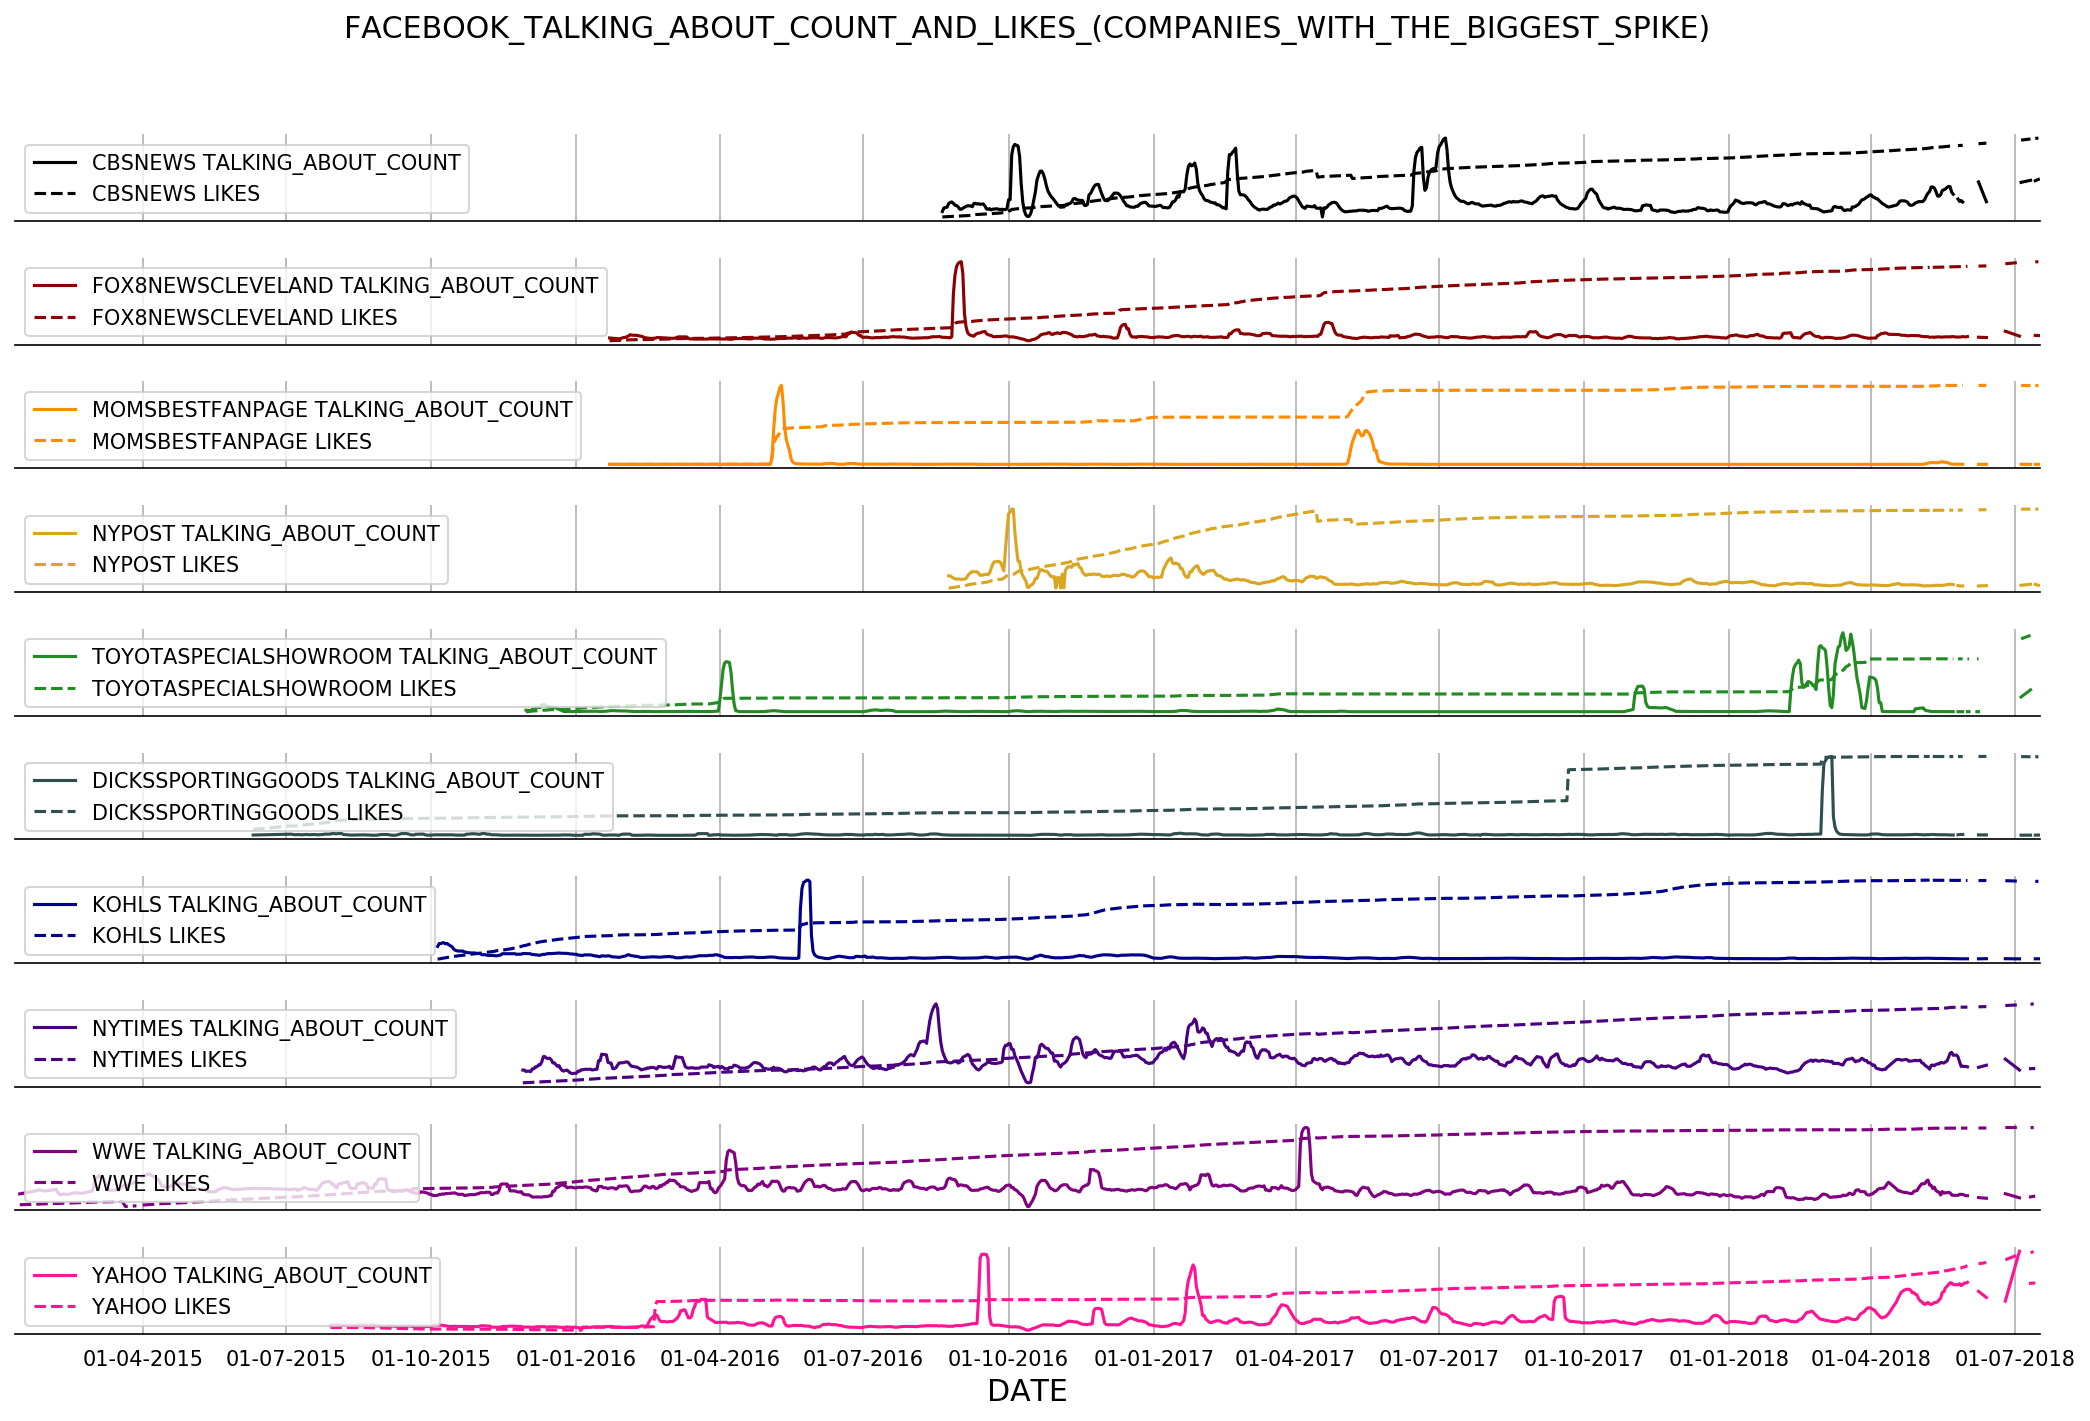 FACEBOOK_TALKING_ABOUT_COUNT_AND_LIKES_(COMPANIES_WITH_THE_BIGGEST_SPIKE)
CBSNEWS TALKING_ABOUT_COUNT
CBSNEWS LIKES
FOX8NEWSCLEVELAND TALKING_ABOUT_COUNT
FOX8NEWSCLEVELAND LIKES
MOMSBESTFANPAGE TALKING_ABOUT_COUNT
MOMSBESTFANPAGE LIKES
NYPOST TALKING_ABOUT_COUNT
NYPOST LIKES
TOYOTASPECIALSHOWROOM TALKING_ABOUT_COUNT
TOYOTASPECIALSHOWROOM LIKES
DICKSSPORTINGGOODS TALKING_ABOUT_COUNT
DICKSSPORTINGGOODS LIKES
KOHLS TALKING_ABOUT_COUNT
KOHLS LIKES
NYTIMES TALKING_ABOUT_COUNT
NYTIMES LIKES
WWE TALKING_ABOUT_COUNT
WWE LIKES
YAHOO TALKING_ABOUT_COUNT
YAHOO LIKES
01-04-2015 01-07-2015 01-10-2015 01-01-2016 01-04-2016 01-07-2016 01-10-2016 01-01-2017 01-04-2017 01-07-2017 01-10-2017 01-01-2018 01-04-2018 01-07-2018
DATE